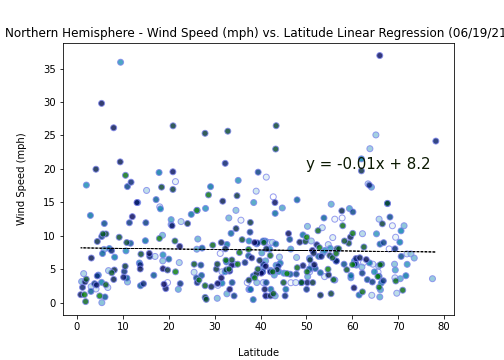 Northern Hemisphere - Wind Speed (mph) vs. Latitude Linear Regression (06/19/21
35
30
25
20
15
10
5
0
Wind Speed (mph)
y = -0.01x + 8.2
0 10 20 30 40 50 60 70 80
Latitude